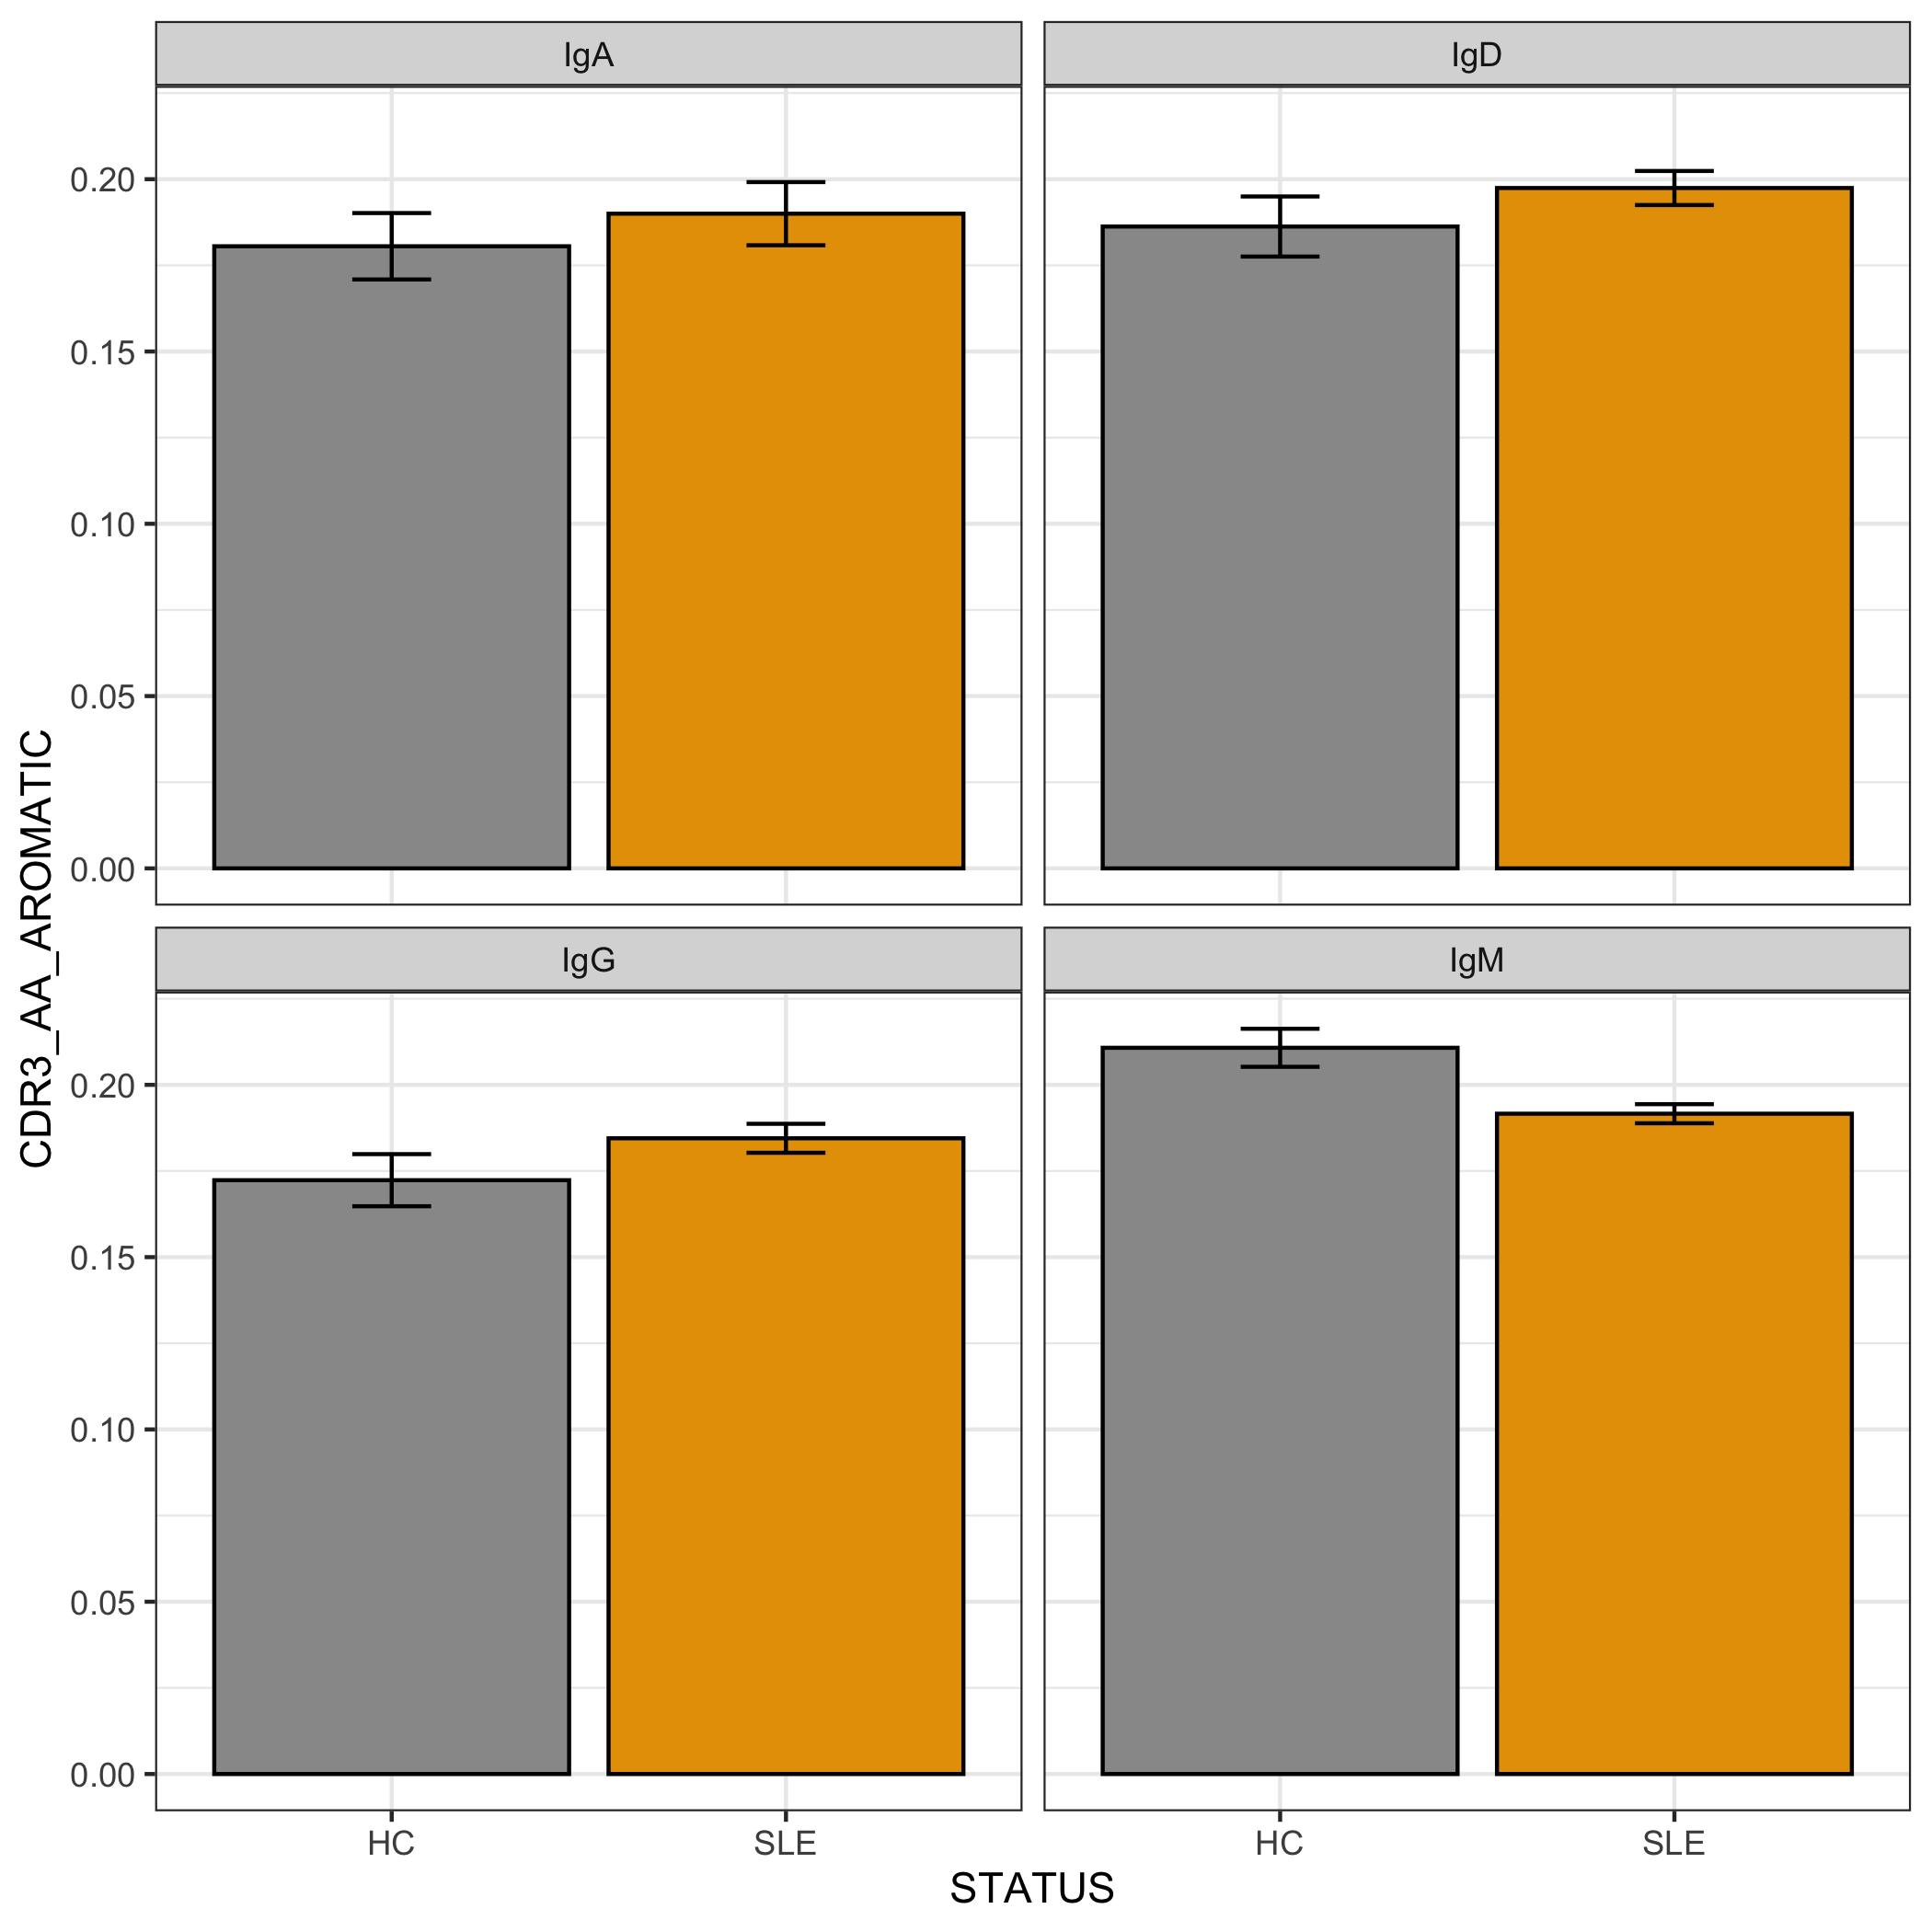 IgA
IgD
0.20
0.15
0.10
0.05
0.00
IgG
IgM
0.20
0.15
0.10
0.05
0.00
HC
SLE
HC
SLE
STATUS
CDR3_AA_AROMATIC